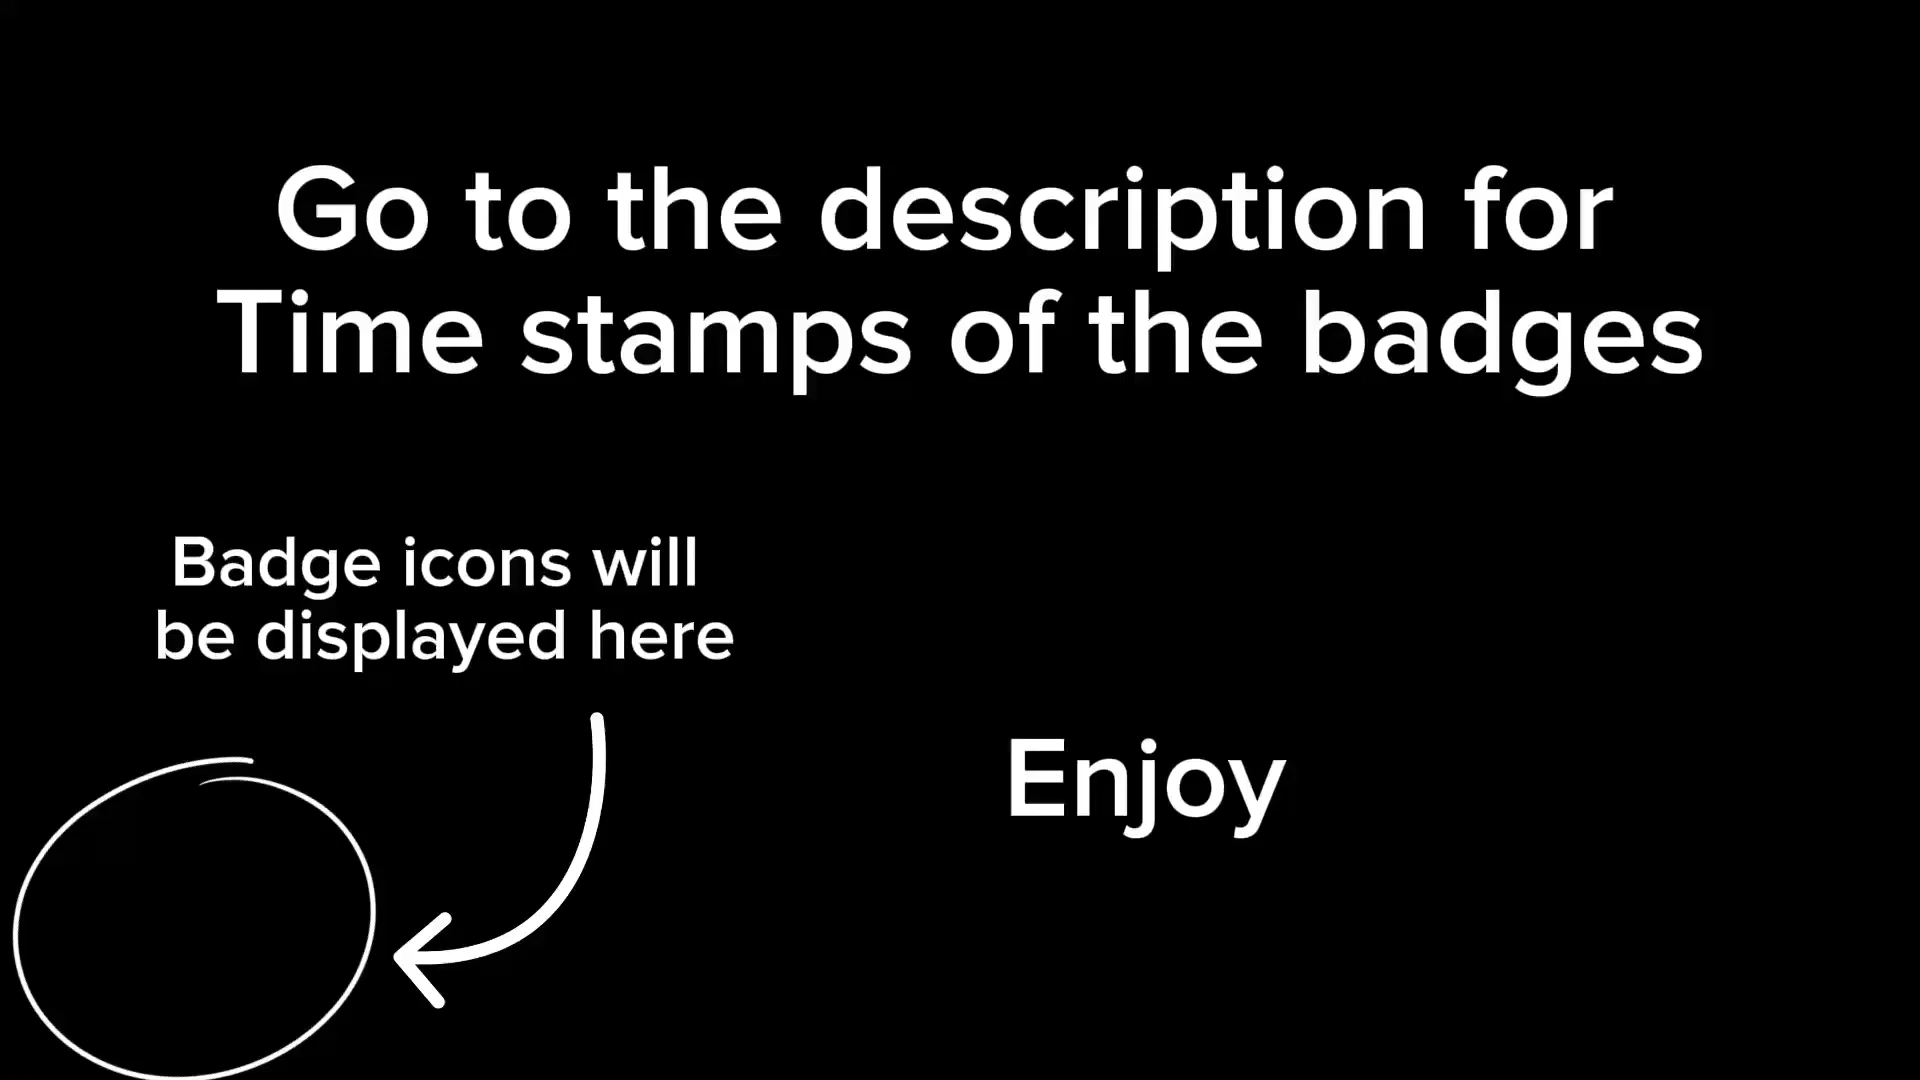 Go to the description for
Time stamps of the badges
Badge icons will
be displayed here
Enjoy